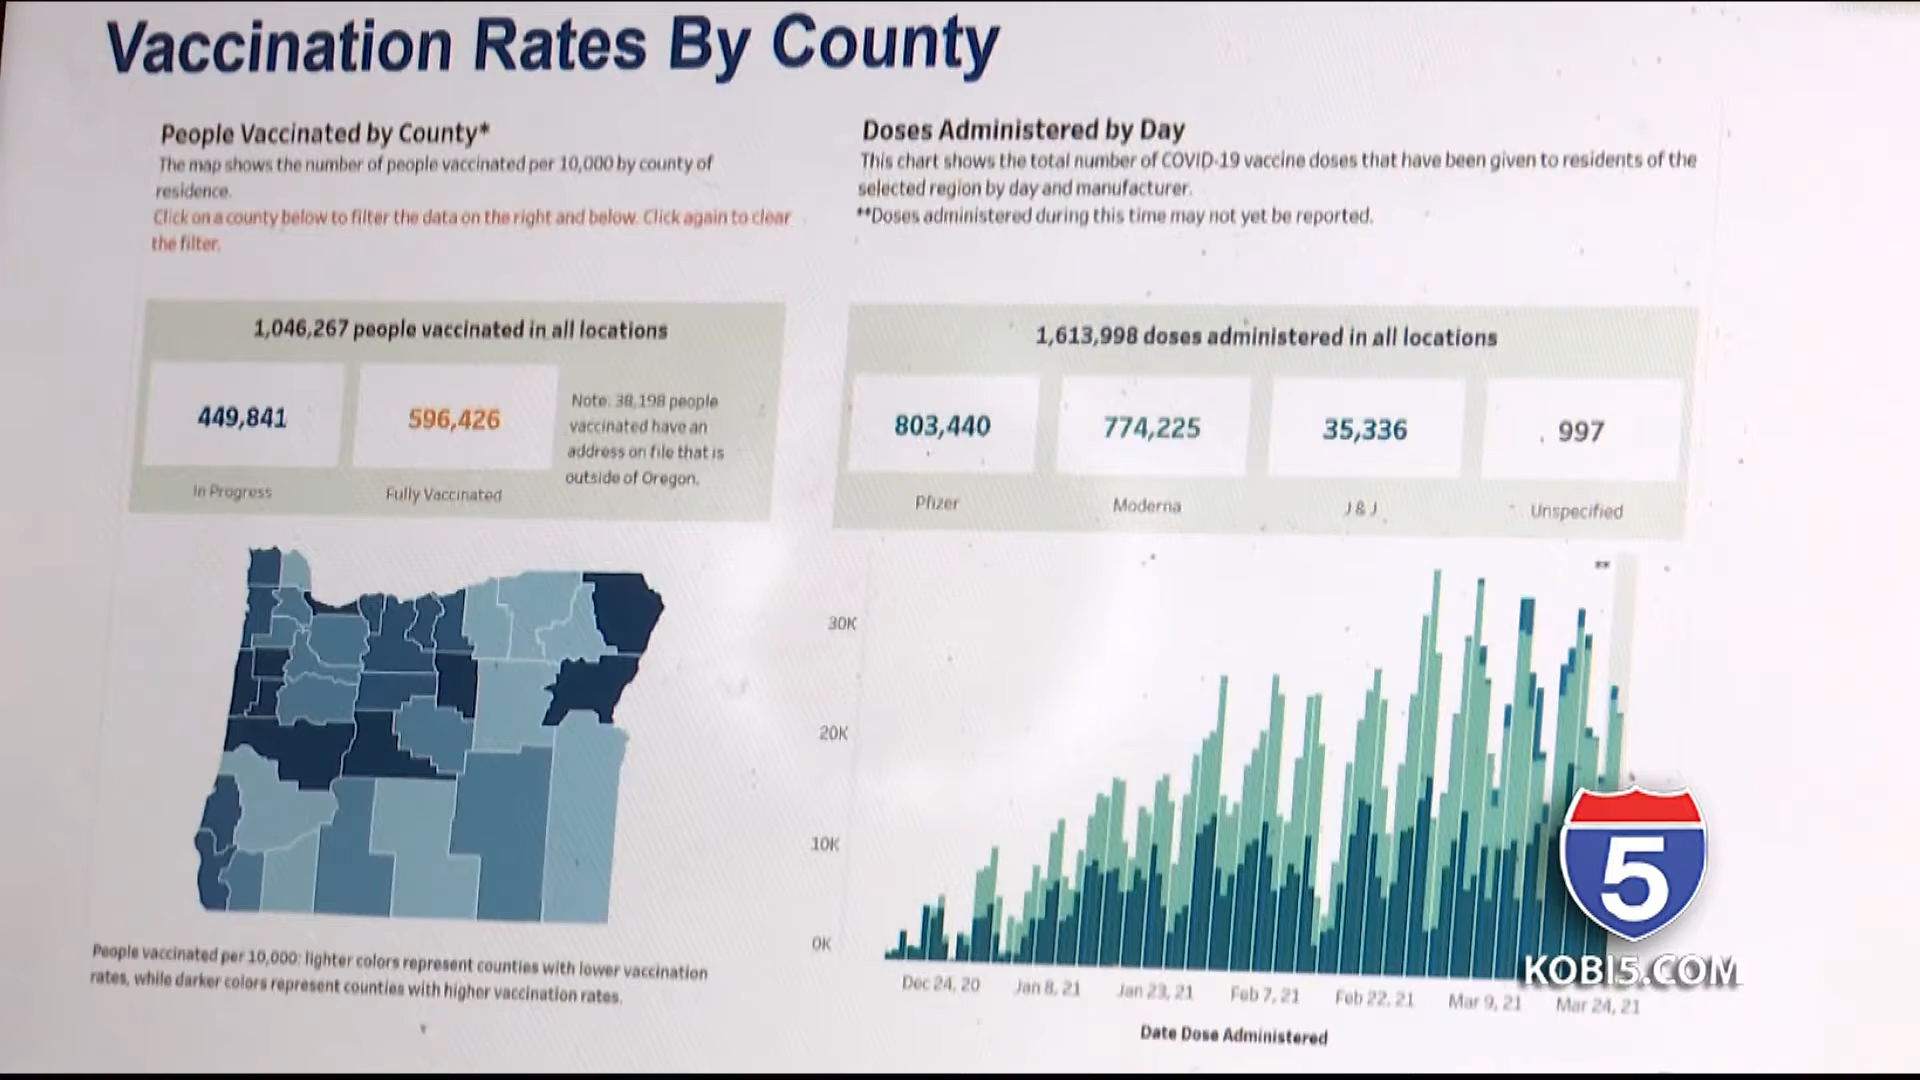 Vaccination Rates By County
People Vaccinated by County*
The map shows the number of people vaccinated per 10,000 by county of
residence.
Click on a county below to filter the data on the right and below. Click again to clear
the filter.
1,046,267 people vaccinated in all locations
449,841
In Progress
596,426
Fully Vaccinated
Note: 38,198 people
vaccinated have an
address on file that is
outside of Oregon.
People vaccinated per 10,000: lighter colors represent counties with lower vaccination
rates, while darker colors represent counties with higher vaccination rates.
Doses Administered by Day
This chart shows the total number of COVID-19 vaccine doses that have been given to residents of the
selected region by day and manufacturer.
**Doses administered during this time may not yet be reported.
1,613,998 doses administered in all locations
803,440
Pfizer
774,225
Moderna
35,336
J & J
997
Unspecified
**
30K
20K
10K
0K
Dec 24, 20 Jan 8, 21 Jan 23, 21 Feb 7, 21 Feb 22, 21 Mar 9, 21 Mar 24, 21
Date Dose Administered
5
KOBI5.COM